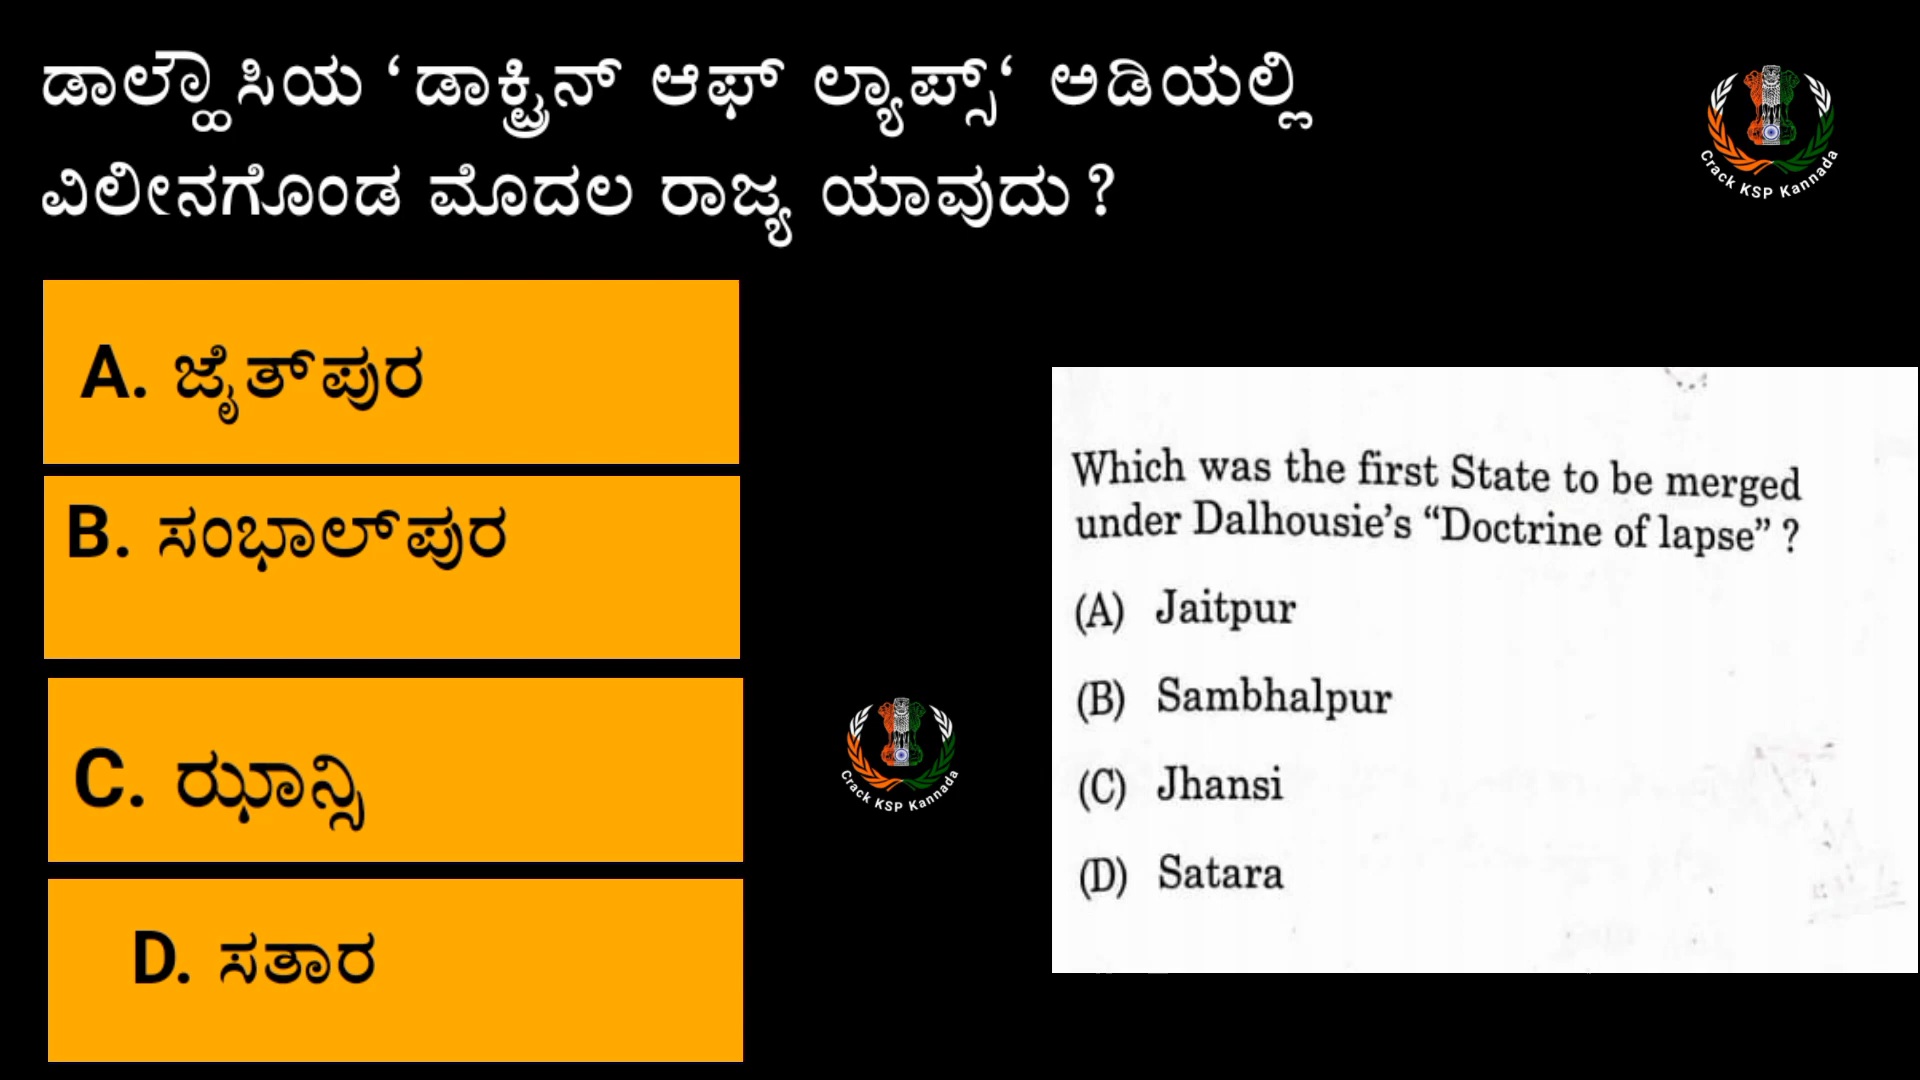 ಡಾಲ್ಹೌಸಿಯ ‘ಡಾಕ್ಟ್ರಿನ್ ಆಫ್ ಲ್ಯಾಪ್ಸ್‘ ಅಡಿಯಲ್ಲಿ
ವಿಲೀನಗೊಂಡ ಮೊದಲ ರಾಜ್ಯ ಯಾವುದು ?
Crack KSP Kannada
A. ಜೈತ್‌ಪುರ
B. ಸಂಭಾಲ್‌ಪುರ
C. ಝಾನ್ಸಿ
D. ಸತಾರ
Crack KSP Kannada
Which was the first State to be merged
under Dalhousie’s “Doctrine of lapse” ?
(A) Jaitpur
(B) Sambhalpur
(C) Jhansi
(D) Satara